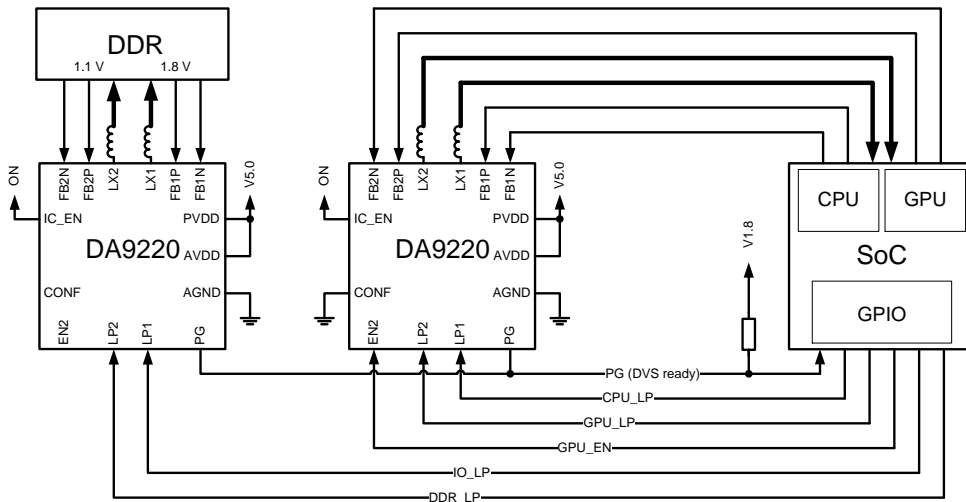 DDR
1.1 V
1.8 V
FB2N
FB2P
LX2
LX1
FB1P
FB1N
ON
V5.0
IC_EN
PVDD
DA9220
AVDD
CONF
AGND
EN2
LP2
LP1
PG
FB2N
FB2P
LX2
LX1
FB1P
FB1N
ON
V5.0
IC_EN
PVDD
DA9220
AVDD
CONF
AGND
EN2
LP2
LP1
PG
V1.8
CPU
GPU
SoC
GPIO
PG (DVS ready)
CPU_LP
GPU_LP
GPU_EN
IO_LP
DDR_LP